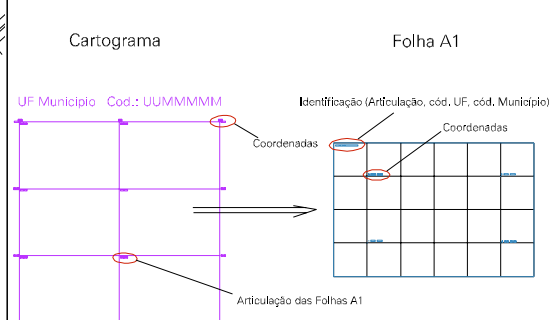 Cartograma
Folha A1
UF Municipio Cod.: UUMMMMM
Identificação (Articulação, cód. UF, cód. Município)
Coordenadas
Coordenadas
Articulação das Folhas A1